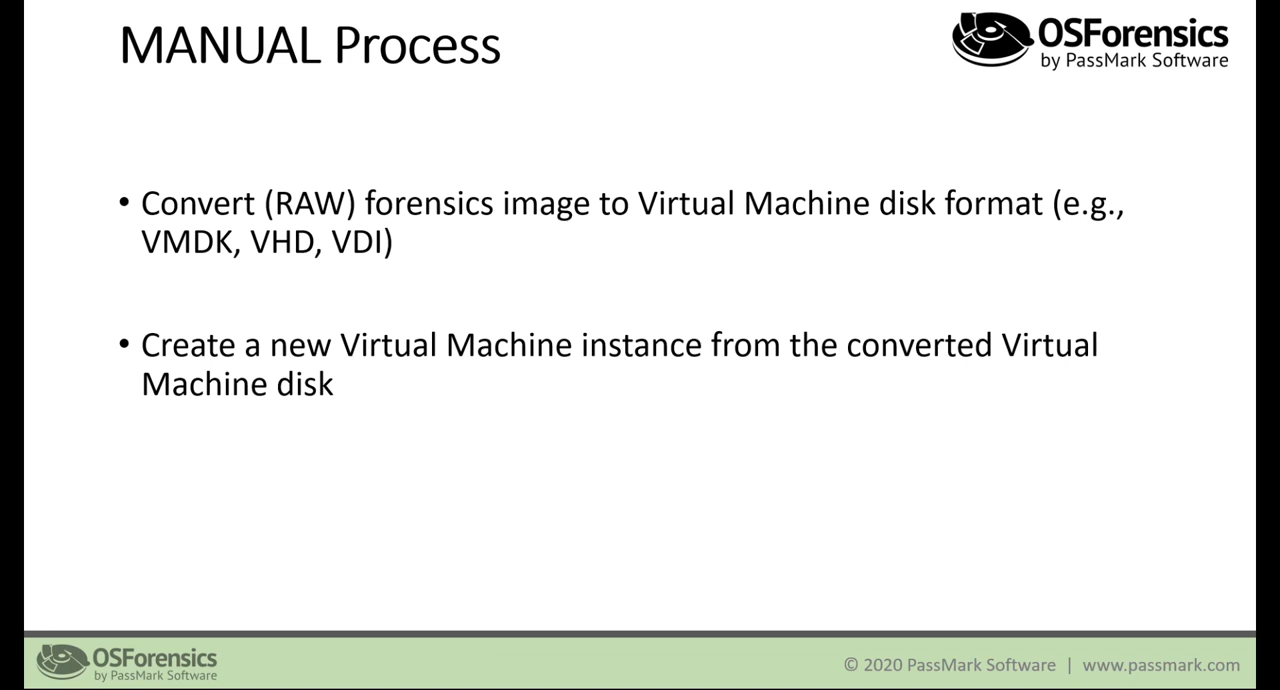 MANUAL Process
OSForensics
by PassMark Software
• Convert (RAW) forensics image to Virtual Machine disk format (e.g.,
VMDK, VHD, VDI)
• Create a new Virtual Machine instance from the converted Virtual
Machine disk
OSForensics
by PassMark Software
© 2020 PassMark Software | www.passmark.com